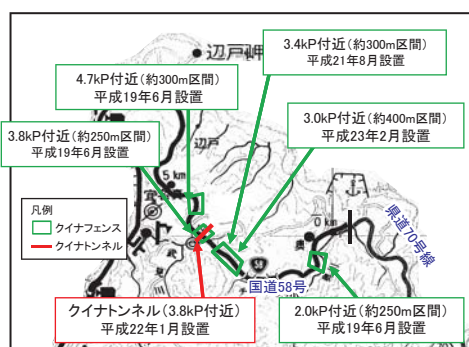 辺戸岬
3.4kP付近(約300m区間)
平成21年8月設置
4.7kP付近(約300m区間)
平成19年6月設置
3.0kP付近(約400m区間)
平成23年2月設置
3.8kP付近(約250m区間)
平成19年6月設置
辺戸
5 km
宜
凡例
クイナフェンス
クイナトンネル
0 km
奥
県道70号線
武
見
川
58
国道58号
クイナトンネル(3.8kP付近)
平成22年1月設置
2.0kP付近(約250m区間)
平成19年6月設置